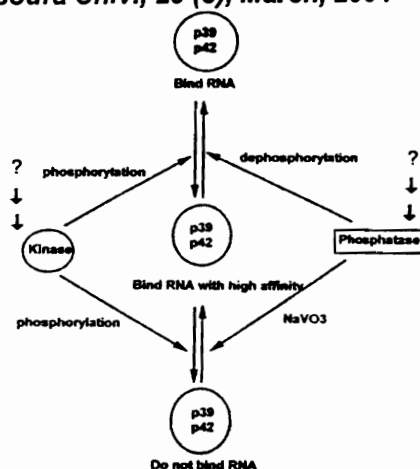 p39
p42
Bind RNA
?
phosphorylation
dephosphorylation
?
Kinase
p39
p42
Phosphatase
Bind RNA with high affinity
phosphorylation
NaVO3
p39
p42
Do not bind RNA